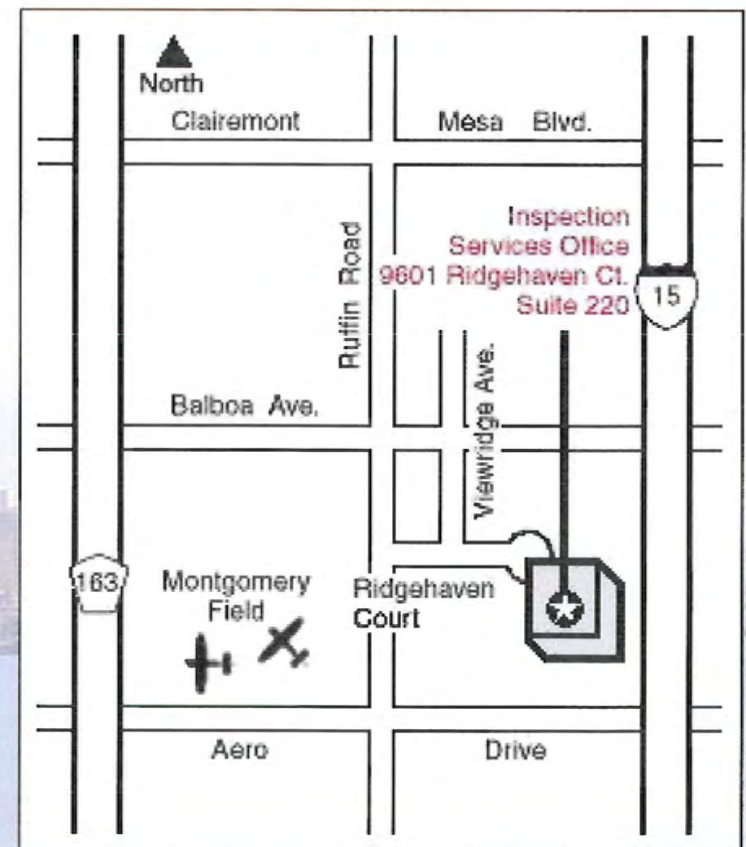 North
Clairemont Mesa Blvd.
Ruffin Road
Inspection
Services Office
9601 Ridgehaven Ct.
Suite 220
15
Viewridge Ave.
Balboa Ave.
163
Montgomery
Field
Ridgehaven
Court
Aero Drive